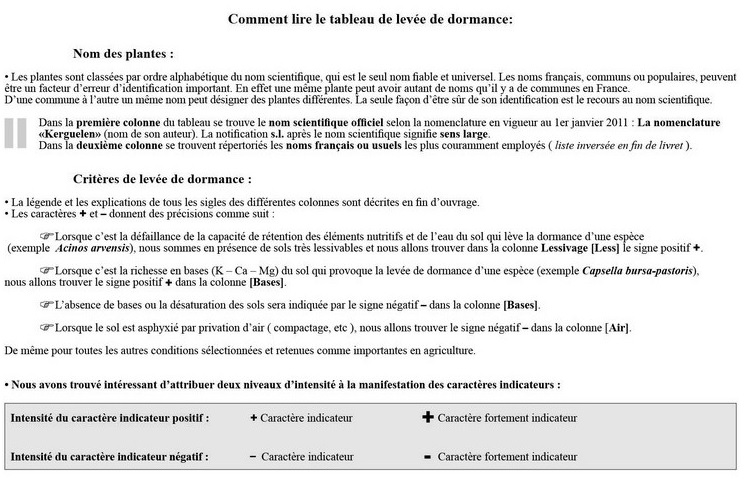 Comment lire le tableau de levée de dormance:
Nom des plantes :
• Les plantes sont classées par ordre alphabétique du nom scientifique, qui est le seul nom fiable et universel. Les noms français, communs ou populaires, peuvent
être un facteur d'erreur d'identification important. En effet une même plante peut avoir autant de noms qu'il y a de communes en France.
D'une commune à l'autre un même nom peut désigner des plantes différentes. La seule façon d'être sûr de son identification est le recours au nom scientifique.
Dans la première colonne du tableau se trouve le nom scientifique officiel selon la nomenclature en vigueur au 1er janvier 2011 : La nomenclature
«Kerguelen» (nom de son auteur). La notification s.l. après le nom scientifique signifie sens large.
Dans la deuxième colonne se trouvent répertoriés les noms français ou usuels les plus couramment employés ( liste inversée en fin de livret ).
Critères de levée de dormance :
• La légende et les explications de tous les sigles des différentes colonnes sont décrites en fin d'ouvrage.
• Les caractères + et – donnent des précisions comme suit :
☞Lorsque c'est la défaillance de la capacité de rétention des éléments nutritifs et de l'eau du sol qui lève la dormance d'une espèce
(exemple Acinos arvensis), nous sommes en présence de sols très lessivables et nous allons trouver dans la colonne Lessivage [Less] le signe positif +.
☞Lorsque c'est la richesse en bases (K – Ca – Mg) du sol qui provoque la levée de dormance d'une espèce (exemple Capsella bursa-pastoris),
nous allons trouver le signe positif + dans la colonne [Bases].
☞L'absence de bases ou la désaturation des sols sera indiquée par le signe négatif – dans la colonne [Bases].
☞Lorsque le sol est asphyxié par privation d'air ( compactage, etc ), nous allons trouver le signe négatif – dans la colonne [Air].
De même pour toutes les autres conditions sélectionnées et retenues comme importantes en agriculture.
• Nous avons trouvé intéressant d'attribuer deux niveaux d'intensité à la manifestation des caractères indicateurs :
Intensité du caractère indicateur positif : + Caractère indicateur + Caractère fortement indicateur
Intensité du caractère indicateur négatif : – Caractère indicateur - Caractère fortement indicateur